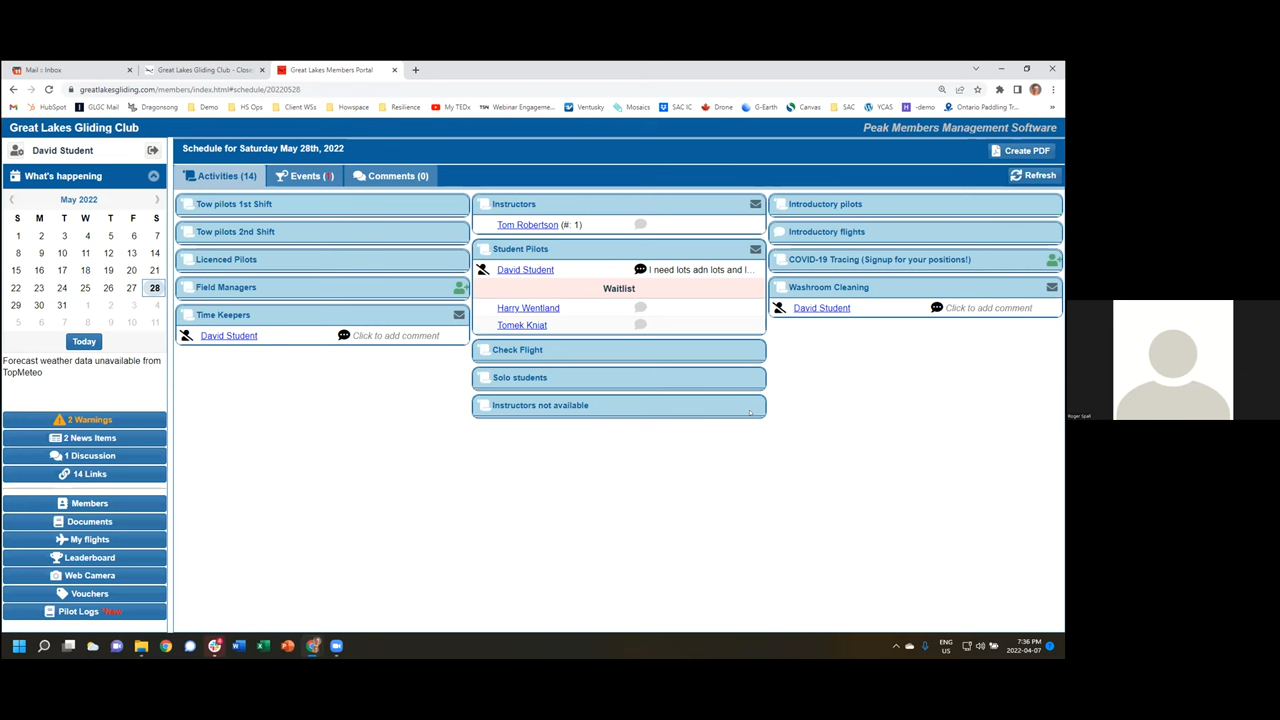 Mail :: Inbox
Great Lakes Gliding Club - Close
Great Lakes Members Portal
greatlakesgliding.com/members/index.html#schedule/20220528
HubSpot
GLGC Mail
Dragonsong
Demo
HS Ops
Client WSs
Howspace
Resilience
My TEDx
TSN Webinar Engageme...
Ventusky
Mosaics
SAC IC
Drone
G-Earth
Canvas
SAC
YCAS
-demo
Ontario Paddling Tr...
Great Lakes Gliding Club
Peak Members Management Software
David Student
What's happening
May 2022
S M T W T F S
1 2 3 4 5 6 7
8 9 10 11 12 13 14
15 16 17 18 19 20 21
22 23 24 25 26 27 28
29 30 31 1 2 3 4
5 6 7 8 9 10 11
Today
Forecast weather data unavailable from
TopMeteo
2 Warnings
2 News Items
1 Discussion
14 Links
Members
Documents
My flights
Leaderboard
Web Camera
Vouchers
Pilot Logs New
Schedule for Saturday May 28th, 2022
Create PDF
Activities (14)
Events
Comments (0)
Refresh
Tow pilots 1st Shift
Tow pilots 2nd Shift
Licenced Pilots
Field Managers
Time Keepers
David Student
Click to add comment
Instructors
Tom Robertson (#: 1)
Student Pilots
David Student
I need lots adn lots and l...
Waitlist
Harry Wentland
Tomek Kniat
Check Flight
Solo students
Instructors not available
Introductory pilots
Introductory flights
COVID-19 Tracing (Signup for your positions!)
Washroom Cleaning
David Student
Click to add comment
Roger Spall
ENG
US
7:36 PM
2022-04-07